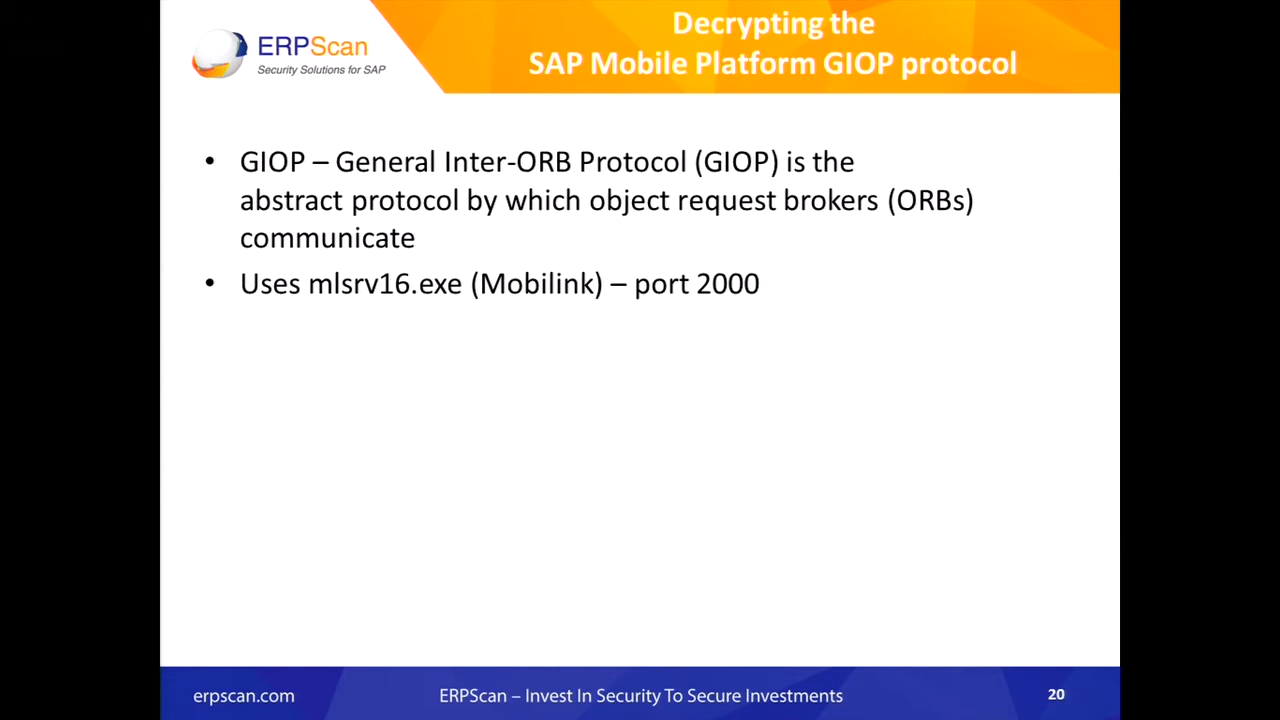 ERPScan
Security Solutions for SAP
Decrypting the
SAP Mobile Platform GIOP protocol
• GIOP – General Inter-ORB Protocol (GIOP) is the
abstract protocol by which object request brokers (ORBs)
communicate
• Uses mlsrv16.exe (Mobilink) – port 2000
erpscan.com
ERPScan – Invest In Security To Secure Investments
20